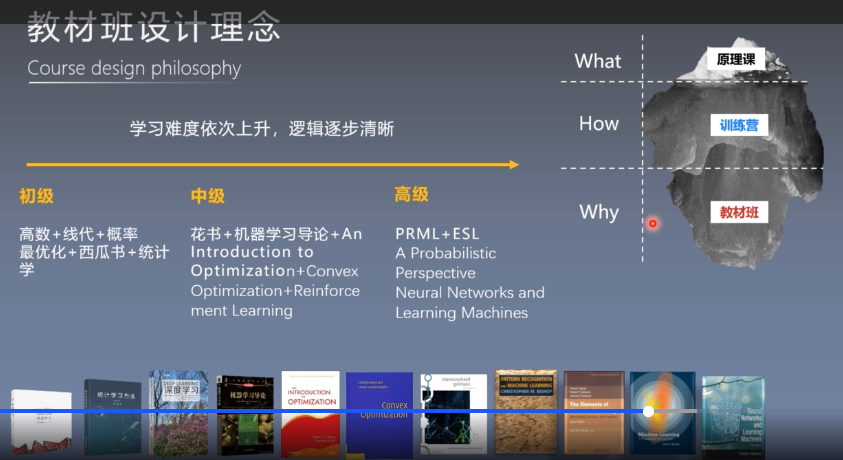 教材班设计理念
Course design philosophy
学习难度依次上升，逻辑逐步清晰
初级
高数+线代+概率
最优化+西瓜书+统计
学
中级
花书+机器学习导论+An
Introduction to
Optimization+Convex
Optimization+Reinforce
ment Learning
高级
PRML+ESL
A Probabilistic
Perspective
Neural Networks and
Learning Machines
What
原理课
How
训练营
Why
教材班
统计学习方法
DEEP LEARNING
深度学习
机器学习导论
INTRODUCTION
OPTIMIZATION
Convex
Optimization
PATTERN RECOGNITION
AND MACHINE LEARNING
CHRISTOPHER M. BISHOP
The Elements of
Machine Learning
Neural
Networks
and
Learning
Machines